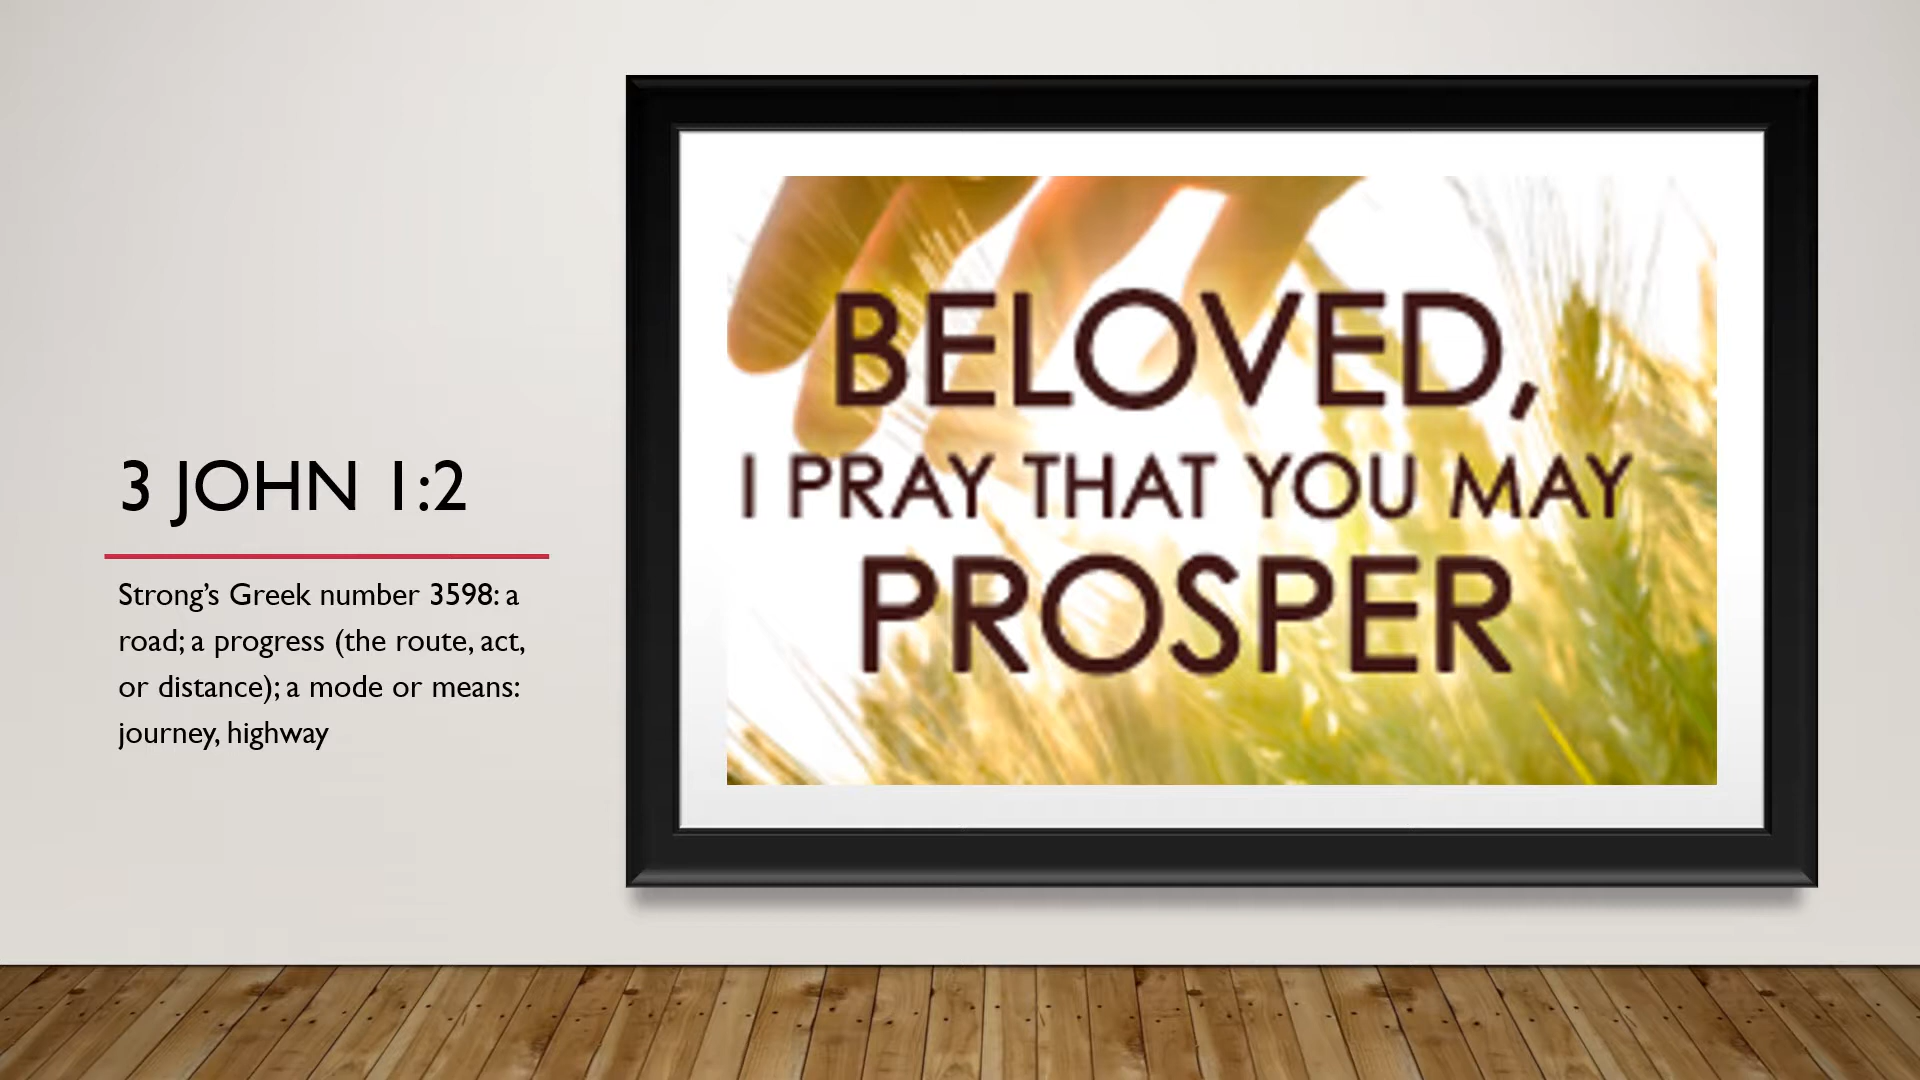 3 JOHN 1:2
Strong’s Greek number 3598: a
road; a progress (the route, act,
or distance); a mode or means:
journey, highway
BELOVED,
I PRAY THAT YOU MAY
PROSPER